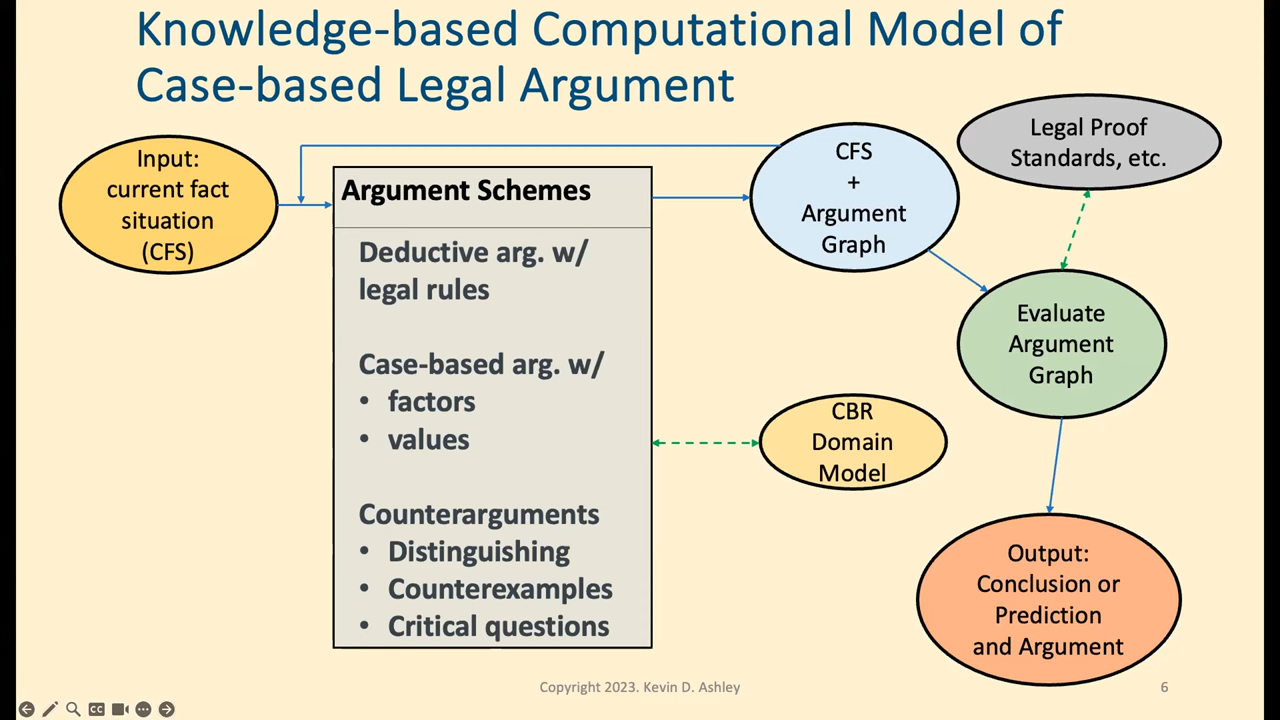 Knowledge-based Computational Model of
Case-based Legal Argument
Input:
current fact
situation
(CFS)
Argument Schemes
Deductive arg. w/
legal rules
Case-based arg. w/
• factors
• values
Counterarguments
• Distinguishing
• Counterexamples
• Critical questions
CFS
+
Argument
Graph
Legal Proof
Standards, etc.
Evaluate
Argument
Graph
CBR
Domain
Model
Output:
Conclusion or
Prediction
and Argument
Copyright 2023. Kevin D. Ashley
6
CC